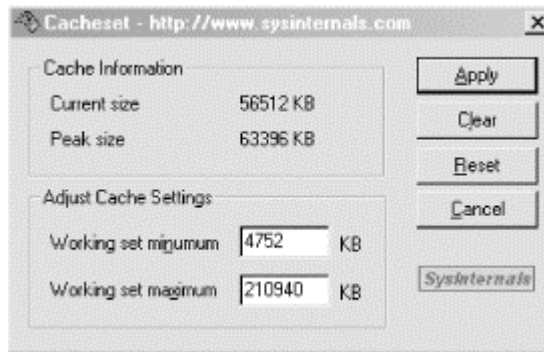 Cacheset - http://www.sysinternals.com
Cache Information
Current size 56512 KB
Peak size 63396 KB
Adjust Cache Settings
Working set minumum 4752 KB
Working set maximum 210940 KB
Apply
Clear
Reset
Cancel
SysInternals